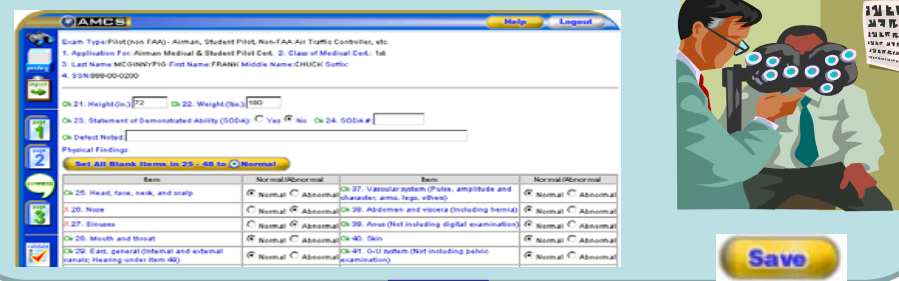 AMCS
Help Logout
Exam Type:Pilot(non FAA) - Airman, Student Pilot, Non-FAA Air Traffic Controller, etc.
1. Application For: Airman Medical & Student Pilot Cert. 2. Class of Medical Cert.: 1st
3. Last Name:MCGINNYPIG First Name:FRANK Middle Name:CHUCK Suffix:
4. SSN:888-00-0200
Ok 21. Height(in.): 72 Ok 22. Weight(lbs.): 180
Ok 23. Statement of Demonstrated Ability (SODA): Yes No Ok 24. SODA #:
Ok Defect Noted:
Physical Findings
Set All Blank Items in 25 - 48 to Normal
Item Normal/Abnormal Item Normal/Abnormal
Ok 25. Head, face, neck, and scalp Normal Abnormal Ok 37. Vascular system (Pulse, amplitude and
character, arms, legs, others) Normal Abnormal
X 26. Nose Normal Abnormal Ok 38. Abdomen and viscera (Including hernia) Normal Abnormal
X 27. Sinuses Normal Abnormal Ok 39. Anus (Not including digital examination) Normal Abnormal
Ok 28. Mouth and throat Normal Abnormal Ok 40. Skin Normal Abnormal
Ok 29. Ears, general (Internal and external
canals; Hearing under item 49) Normal Abnormal Ok 41. G-U system (Not including pelvic
examination) Normal Abnormal
pending
import
page
1
page
2
comments
page
3
validate
Save